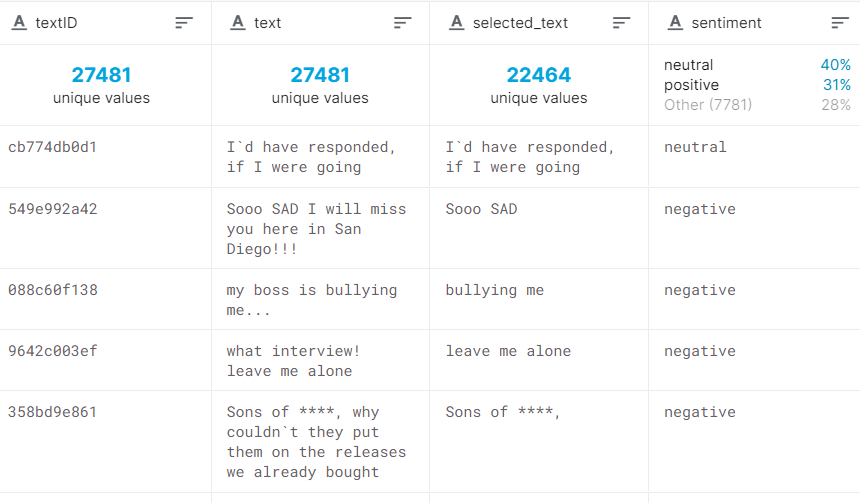 A textID A text A selected_text A sentiment
27481 27481 22464 neutral 40%
unique values unique values unique values positive 31%
Other (7781) 28%
cb774db0d1 I`d have responded, I`d have responded, neutral
if I were going if I were going
549e992a42 Sooo SAD I will miss Sooo SAD negative
you here in San
Diego!!!
088c60f138 my boss is bullying bullying me negative
me...
9642c003ef what interview! leave me alone negative
leave me alone
358bd9e861 Sons of ****, why Sons of ****, negative
couldn`t they put
them on the releases
we already bought